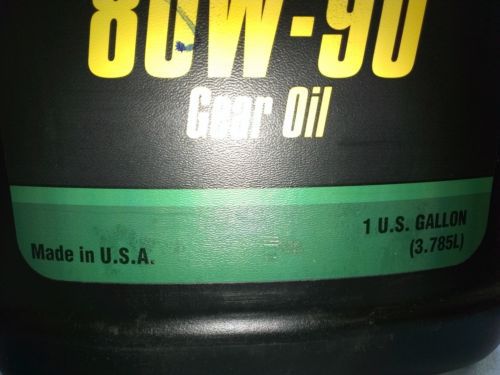 80W-90
Gear Oil
1 U.S. GALLON
Made in U.S.A.
(3.785L)